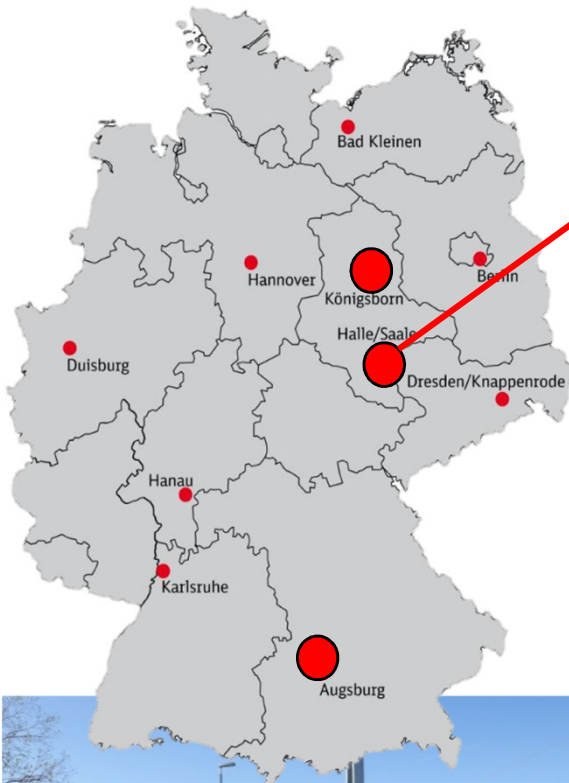 Bad Kleinen
Hannover
Berlin
Königsborn
Halle/Saale
Duisburg
Dresden/Knappenrode
Hanau
Karlsruhe
Augsburg